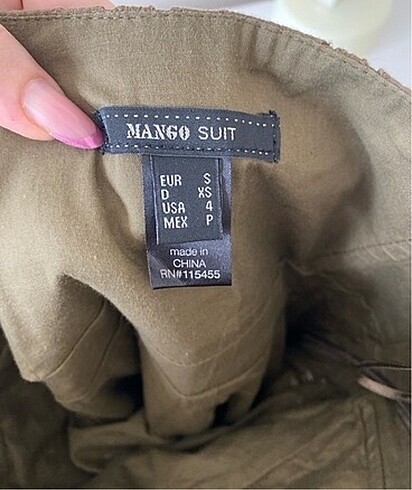 MANGO SUIT
EUR S
D XS
USA 4
MEX P
made in
CHINA
RN#115455